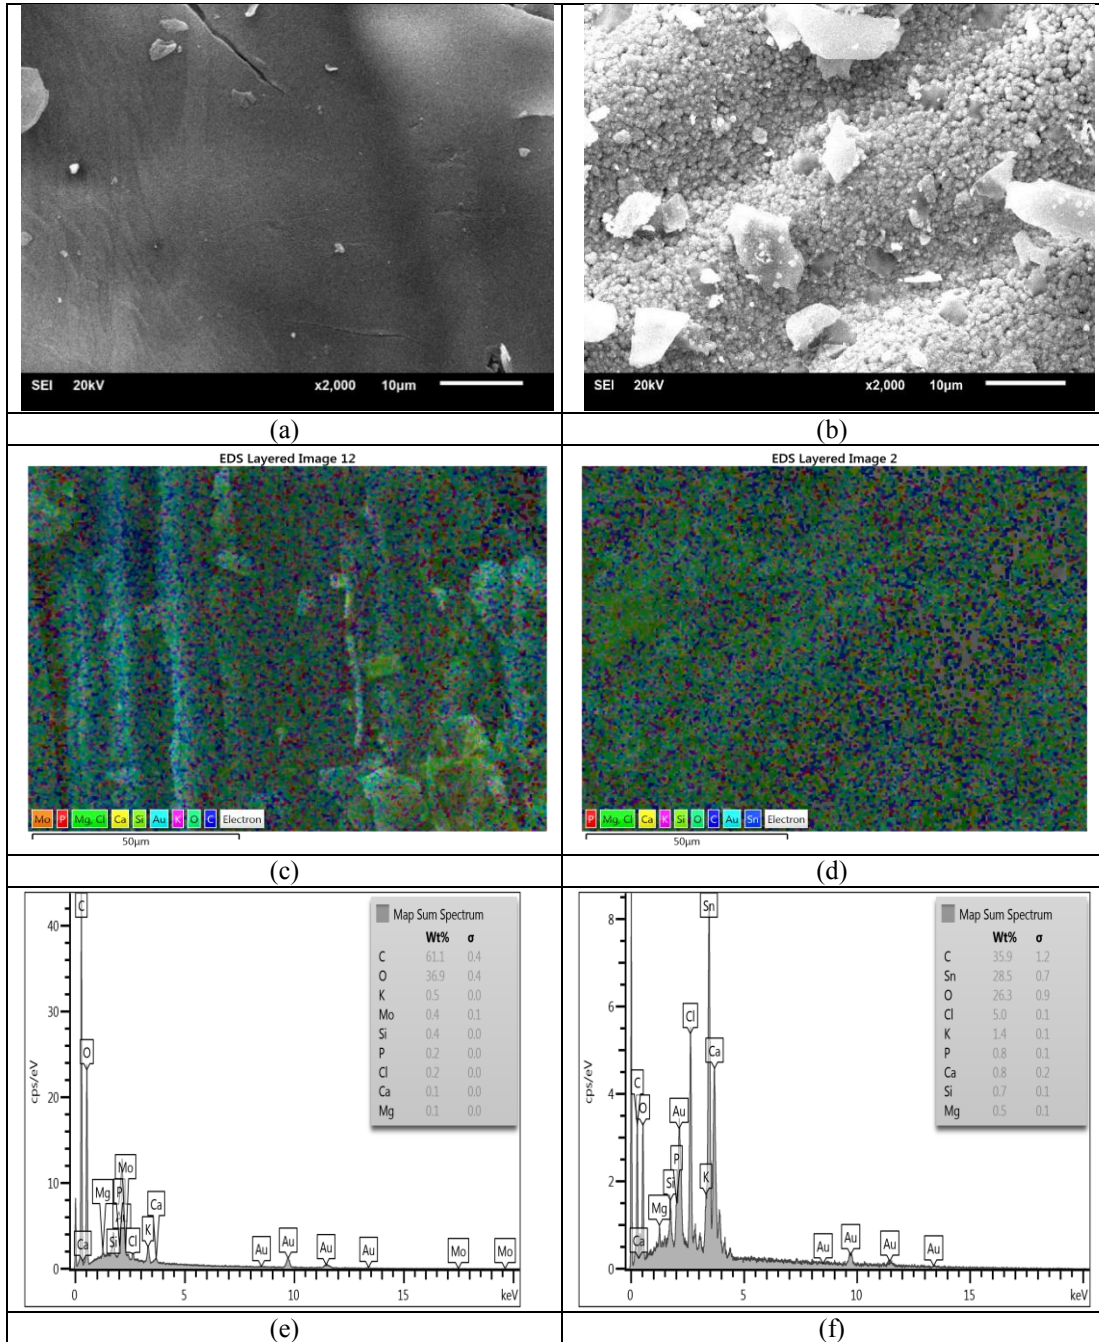 SEI 20kV x2,000 10μm
SEI 20kV x2,000 10μm
(a)
(b)
EDS Layered Image 12
EDS Layered Image 2
Mo P Mg, Cl Ca Si Au K O C Electron
50μm
P Mg, Cl Ca K Si O C Au Sn Electron
50μm
(c)
(d)
Map Sum Spectrum
Wt% σ
C 61.1 0.4
O 36.9 0.4
K 0.5 0.0
Mo 0.4 0.1
Si 0.4 0.0
P 0.2 0.0
Cl 0.2 0.0
Ca 0.1 0.0
Mg 0.1 0.0
cps/eV
40
30
20
10
0
C
O
Mo
Mg P
Ca
K
Ca Si Cl
Au Au Au Au Mo Mo
0 5 10 15 keV
Map Sum Spectrum
Wt% σ
C 35.9 1.2
Sn 28.5 0.7
O 26.3 0.9
Cl 5.0 0.1
K 1.4 0.1
P 0.8 0.1
Ca 0.8 0.2
Si 0.7 0.1
Mg 0.5 0.1
cps/eV
8
6
4
2
0
Sn
Cl
Ca
C
O Au
P
Si K
Mg
Ca Au Au Au Au
0 5 10 15 keV
(e)
(f)